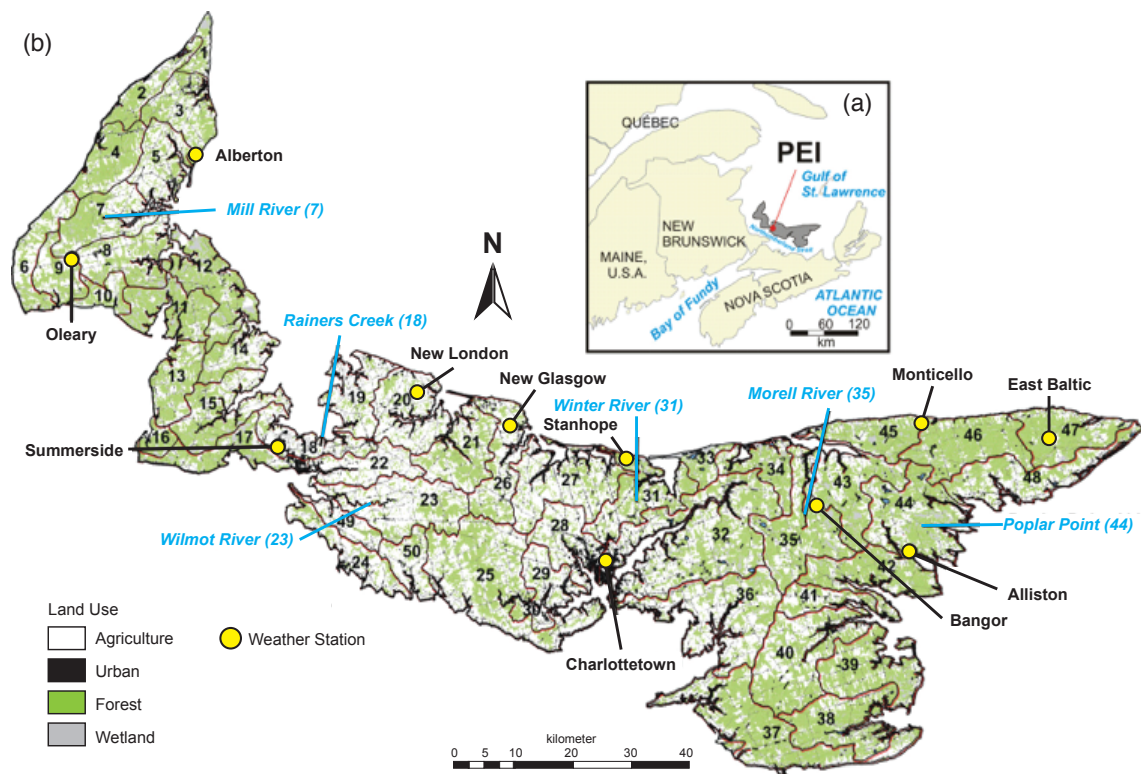 (b)
(a)
QUÉBEC
PEI
Gulf of
St. Lawrence
NEW
BRUNSWICK
MAINE,
U.S.A.
NOVA SCOTIA
Bay of Fundy
ATLANTIC
OCEAN
0 60 120
km
N
1
2
3
4
5
Alberton
7
Mill River (7)
8
6
9
10
Oleary
12
11
Rainers Creek (18)
14
13
15
16
17
18
Summerside
New London
19
20
New Glasgow
Stanhope
Winter River (31)
Morell River (35)
Monticello
East Baltic
45
46
47
48
21
22
23
26
27
31
33
34
43
44
Wilmot River (23)
49
50
24
25
28
29
30
32
35
Poplar Point (44)
42
Alliston
36
41
Bangor
40
39
Charlottetown
38
37
Land Use
Agriculture
Urban
Forest
Wetland
Weather Station
kilometer
0 5 10 20 30 40